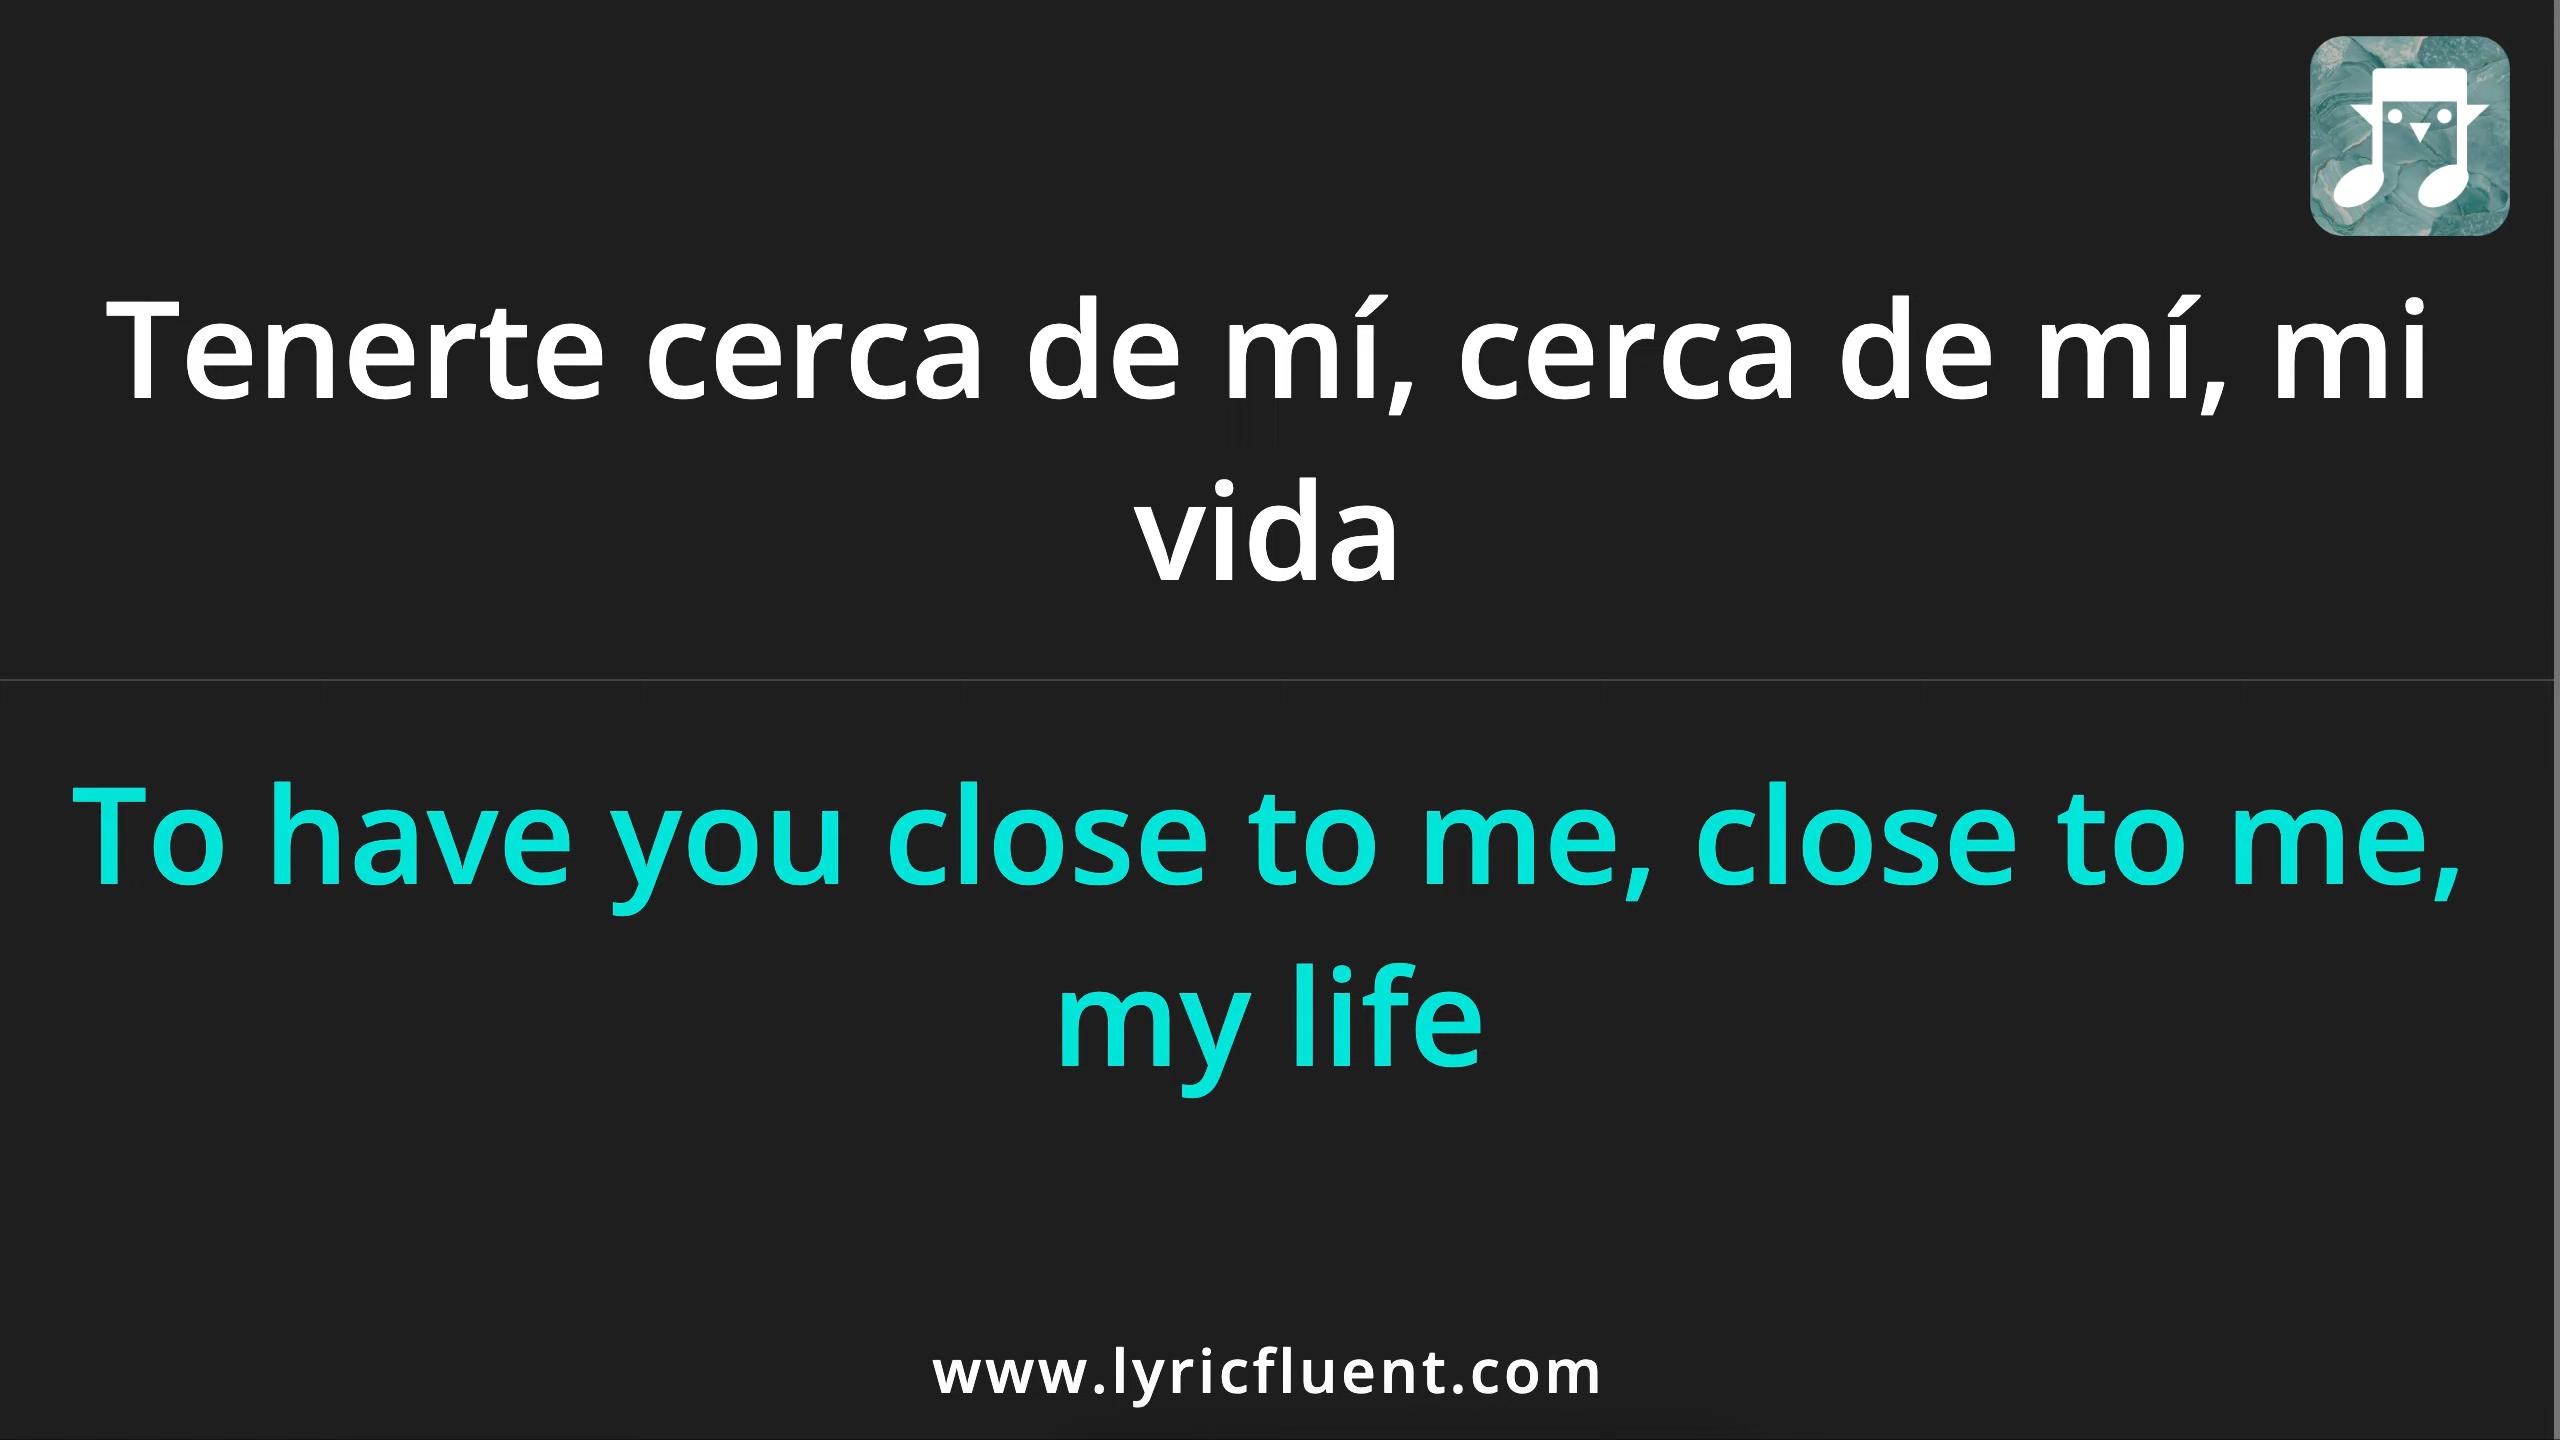 Tenerte cerca de mí, cerca de mí, mi
vida
To have you close to me, close to me,
my life
www.lyricfluent.com